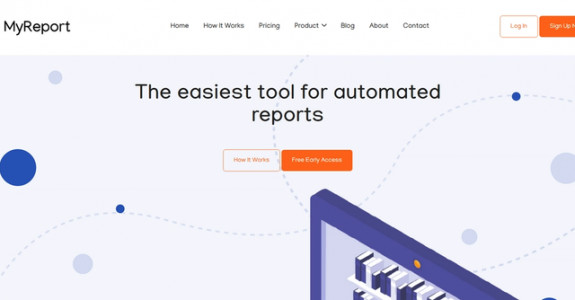 MyReport
Home How It Works Pricing Product Blog About Contact Log In Sign Up
The easiest tool for automated
reports
How It Works Free Early Access